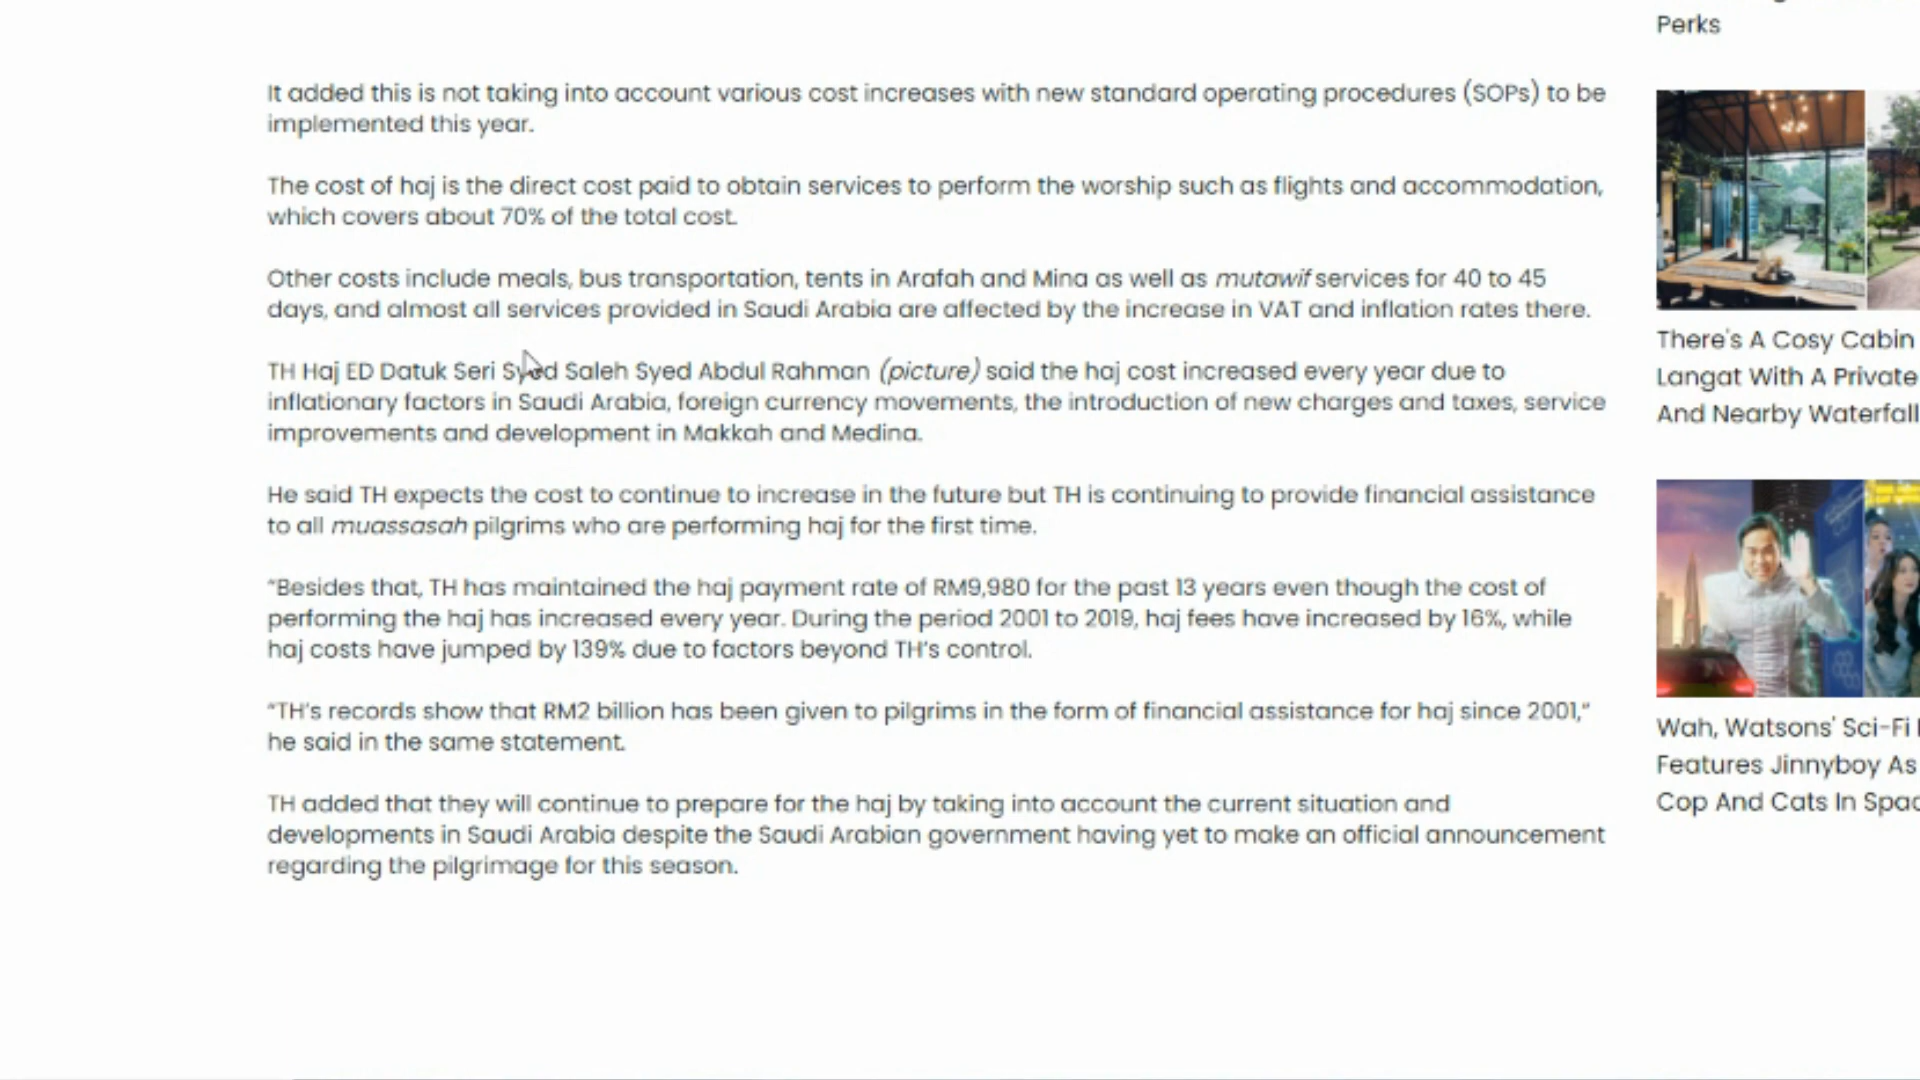 Perks
It added this is not taking into account various cost increases with new standard operating procedures (SOPs) to be
implemented this year.
The cost of haj is the direct cost paid to obtain services to perform the worship such as flights and accommodation,
which covers about 70% of the total cost.
Other costs include meals, bus transportation, tents in Arafah and Mina as well as mutawif services for 40 to 45
days, and almost all services provided in Saudi Arabia are affected by the increase in VAT and inflation rates there.
TH Haj ED Datuk Seri Syed Saleh Syed Abdul Rahman (picture) said the haj cost increased every year due to
inflationary factors in Saudi Arabia, foreign currency movements, the introduction of new charges and taxes, service
improvements and development in Makkah and Medina.
He said TH expects the cost to continue to increase in the future but TH is continuing to provide financial assistance
to all muassasah pilgrims who are performing haj for the first time.
“Besides that, TH has maintained the haj payment rate of RM9,980 for the past 13 years even though the cost of
performing the haj has increased every year. During the period 2001 to 2019, haj fees have increased by 16%, while
haj costs have jumped by 139% due to factors beyond TH’s control.
“TH’s records show that RM2 billion has been given to pilgrims in the form of financial assistance for haj since 2001,”
he said in the same statement.
TH added that they will continue to prepare for the haj by taking into account the current situation and
developments in Saudi Arabia despite the Saudi Arabian government having yet to make an official announcement
regarding the pilgrimage for this season.
There's A Cosy Cabin
Langat With A Private
And Nearby Waterfall
Wah, Watsons' Sci-Fi
Features Jinnyboy As
Cop And Cats In